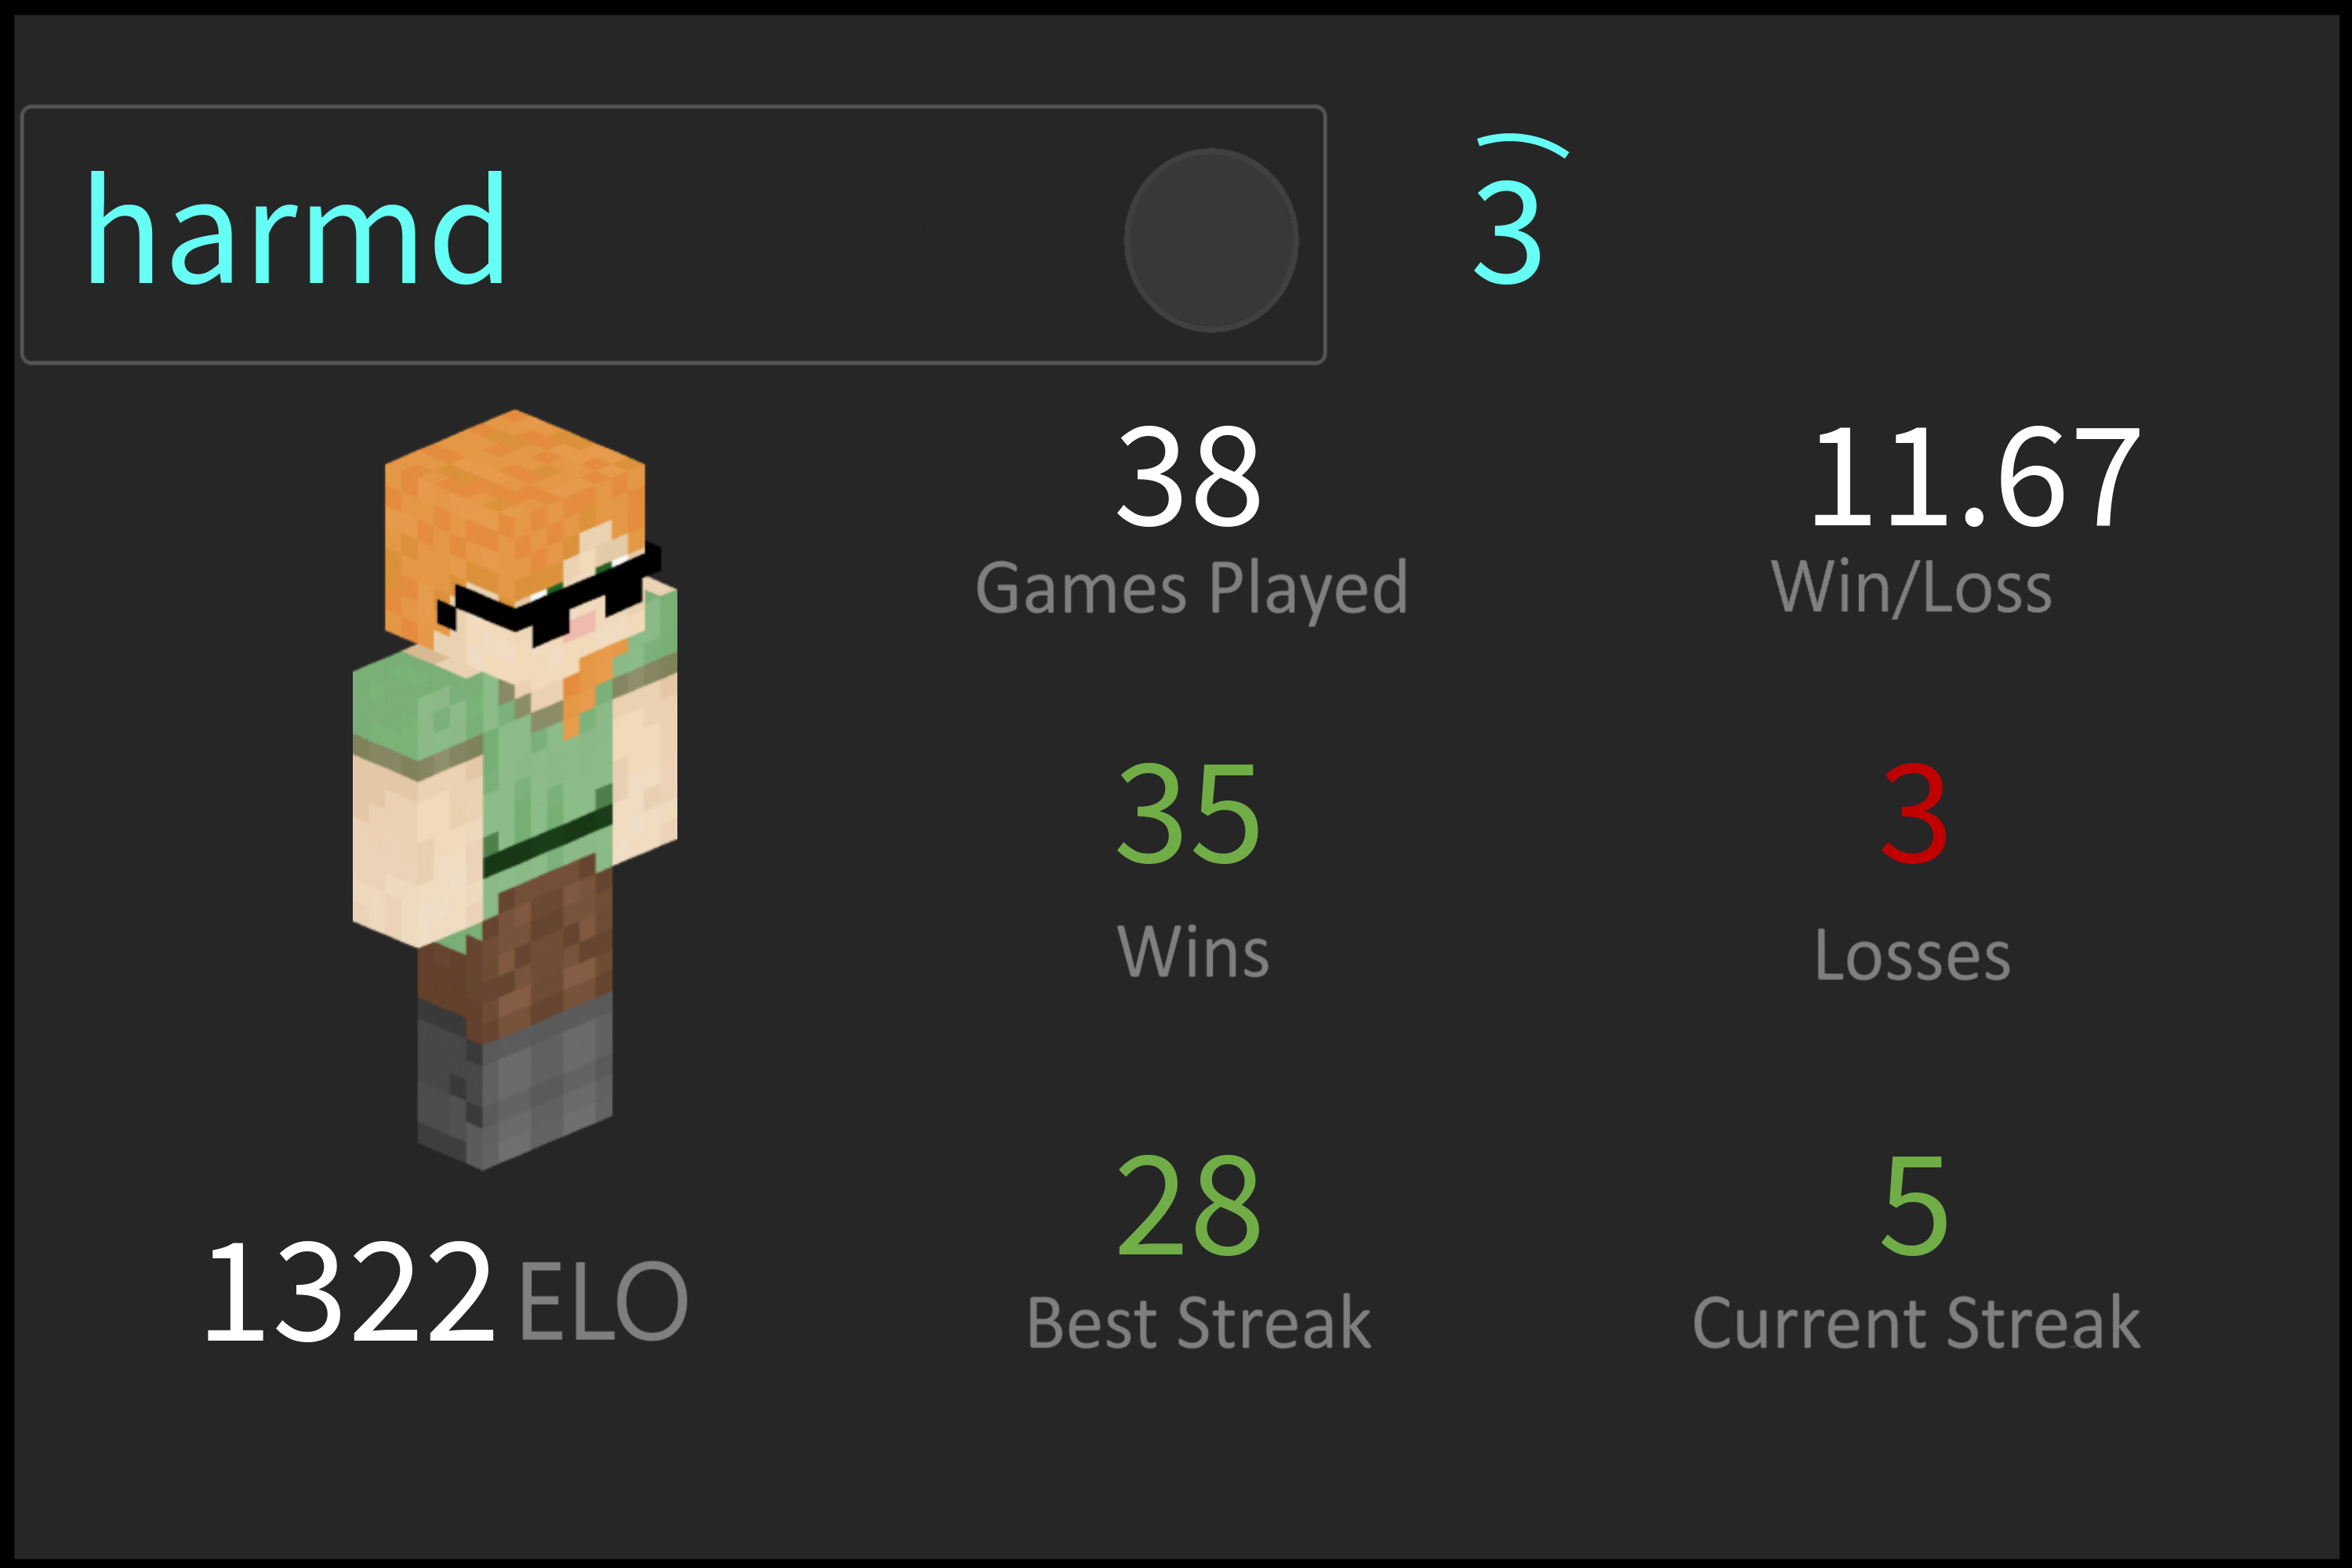 harmd
3
38 11.67
Games Played Win/Loss
35 3
Wins Losses
28 5
1322 ELO
Best Streak Current Streak